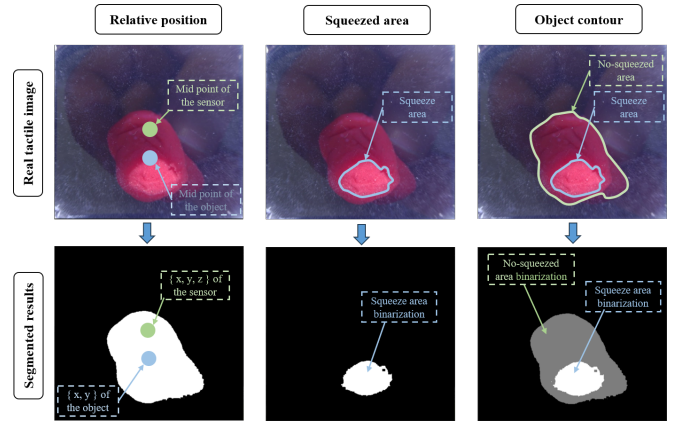 Relative position
Squeezed area
Object contour
Real tactile image
Mid point of
the sensor
Mid point of
the object
Squeeze
area
No-squeezed
area
Squeeze
area
Segmented results
{ x, y, z } of
the sensor
{ x, y } of
the object
Squeeze area
binarization
No-squeezed
area binarization
Squeeze area
binarization